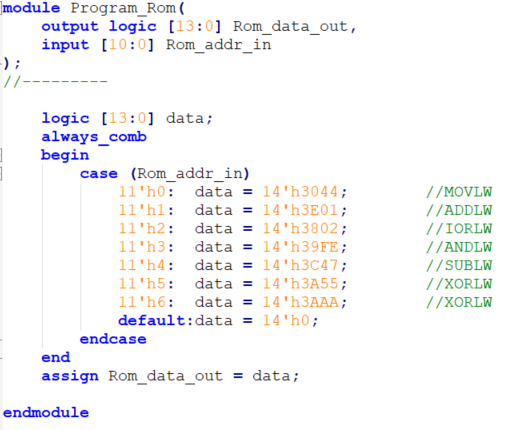 module Program_Rom(
    output logic [13:0] Rom_data_out,
    input [10:0] Rom_addr_in
);
//---------
    logic [13:0] data;
    always_comb
    begin
        case (Rom_addr_in)
            11'h0:  data = 14'h3044;        //MOVLW
            11'h1:  data = 14'h3E01;        //ADDLW
            11'h2:  data = 14'h3802;        //IORLW
            11'h3:  data = 14'h39FE;        //ANDLW
            11'h4:  data = 14'h3C47;        //SUBLW
            11'h5:  data = 14'h3A55;        //XORLW
            11'h6:  data = 14'h3AAA;        //XORLW
            default:data = 14'h0;
        endcase
    end
    assign Rom_data_out = data;
endmodule